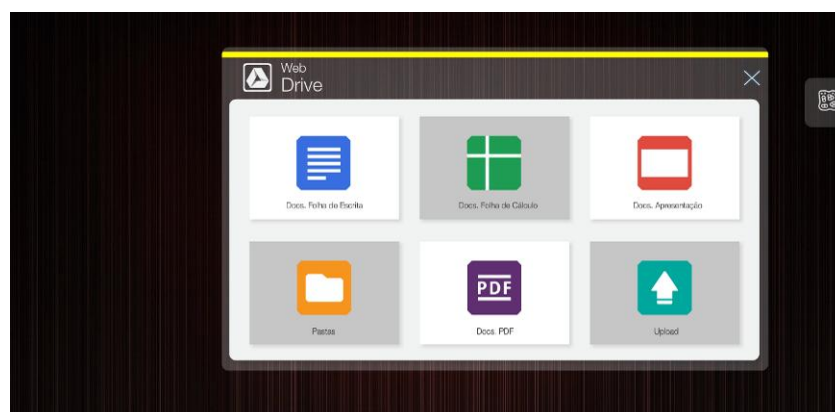 Web
Drive
Docs. Folha de Escrita
Docs. Folha de Cálculo
Docs. Apresentação
Pastas
PDF
Docs. PDF
Upload